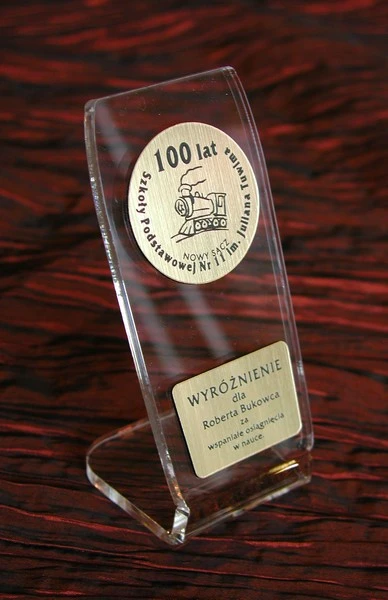 100 lat
Szkoły Podstawowej Nr 11 im. Juliana Tuwima
NOWY SĄCZ
WYRÓŻNIENIE
dla
Roberta Bukowca
za
wspaniałe osiągnięcia
w nauce.